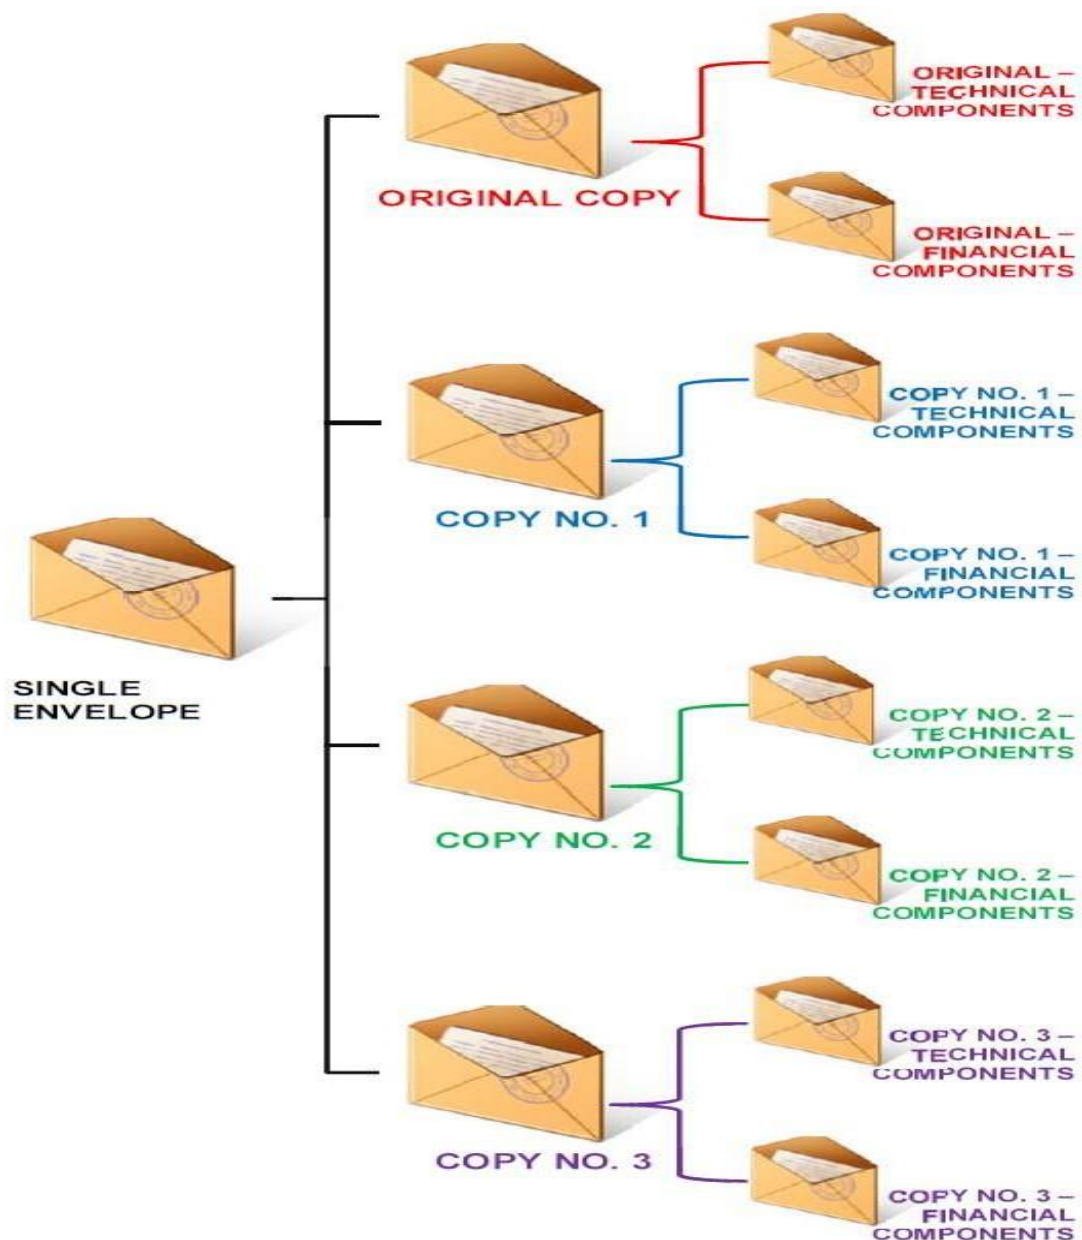 ORIGINAL –
TECHNICAL
COMPONENTS
ORIGINAL COPY
ORIGINAL –
FINANCIAL
COMPONENTS
COPY NO. 1 –
TECHNICAL
COMPONENTS
COPY NO. 1
COPY NO. 1 –
FINANCIAL
COMPONENTS
SINGLE
ENVELOPE
COPY NO. 2 –
TECHNICAL
COMPONENTS
COPY NO. 2
COPY NO. 2 –
FINANCIAL
COMPONENTS
COPY NO. 3 –
TECHNICAL
COMPONENTS
COPY NO. 3
COPY NO. 3 –
FINANCIAL
COMPONENTS